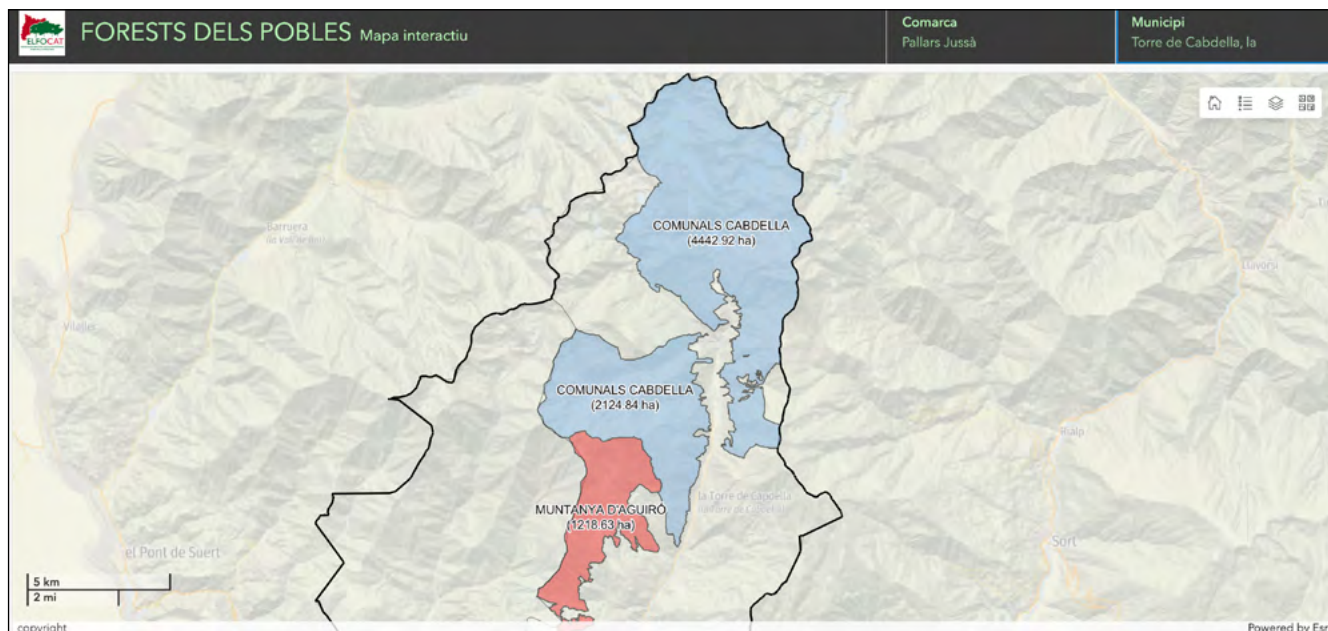 ELFOCAT
FORESTS DELS POBLES Mapa interactiu
Comarca
Pallars Jussà
Municipi
Torre de Cabdella, la
COMUNALS CABDELLA
(4442.92 ha)
Barruera
Llavorsí
Vilaller
COMUNALS CABDELLA
(2124.84 ha)
Rialp
la Torre de Capdella
MUNTANYA D'AGUIRÓ
(1218.63 ha)
el Pont de Suert
Sort
5 km
2 mi
copyright
Powered by Esri